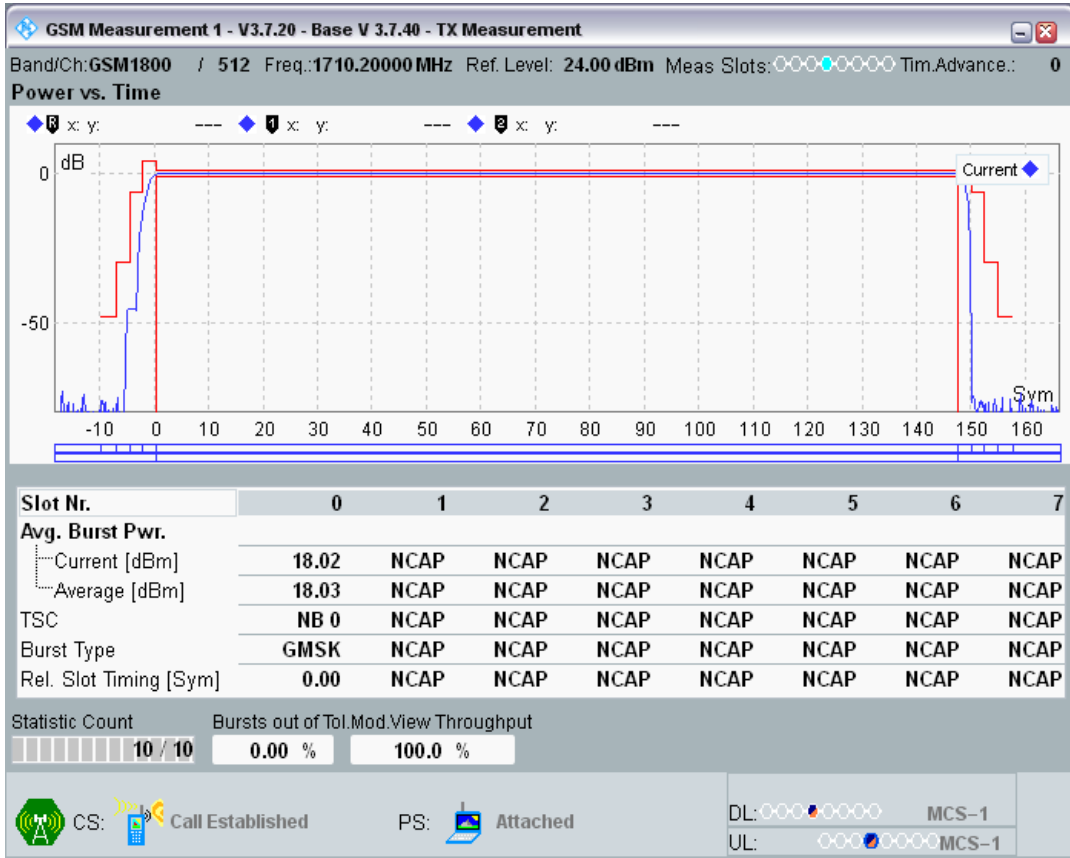 GSM Measurement 1 - V3.7.20 - Base V 3.7.40 - TX Measurement
Band/Ch:GSM1800 / 512 Freq.:1710.20000 MHz Ref. Level: 24.00 dBm Meas Slots: Tim.Advance.: 0
Power vs. Time
R x: y: --- 1 x: y: --- 2 x: y: ---
dB
0
Current
-50
Sym
-10 0 10 20 30 40 50 60 70 80 90 100 110 120 130 140 150 160
Slot Nr. 0 1 2 3 4 5 6 7
Avg. Burst Pwr.
Current [dBm] 18.02 NCAP NCAP NCAP NCAP NCAP NCAP NCAP
Average [dBm] 18.03 NCAP NCAP NCAP NCAP NCAP NCAP NCAP
TSC NB 0 NCAP NCAP NCAP NCAP NCAP NCAP NCAP
Burst Type GMSK NCAP NCAP NCAP NCAP NCAP NCAP NCAP
Rel. Slot Timing [Sym] 0.00 NCAP NCAP NCAP NCAP NCAP NCAP NCAP
Statistic Count Bursts out of Tol. Mod.View Throughput
10 / 10 0.00 % 100.0 %
CS: Call Established PS: Attached
DL: MCS-1
UL: MCS-1